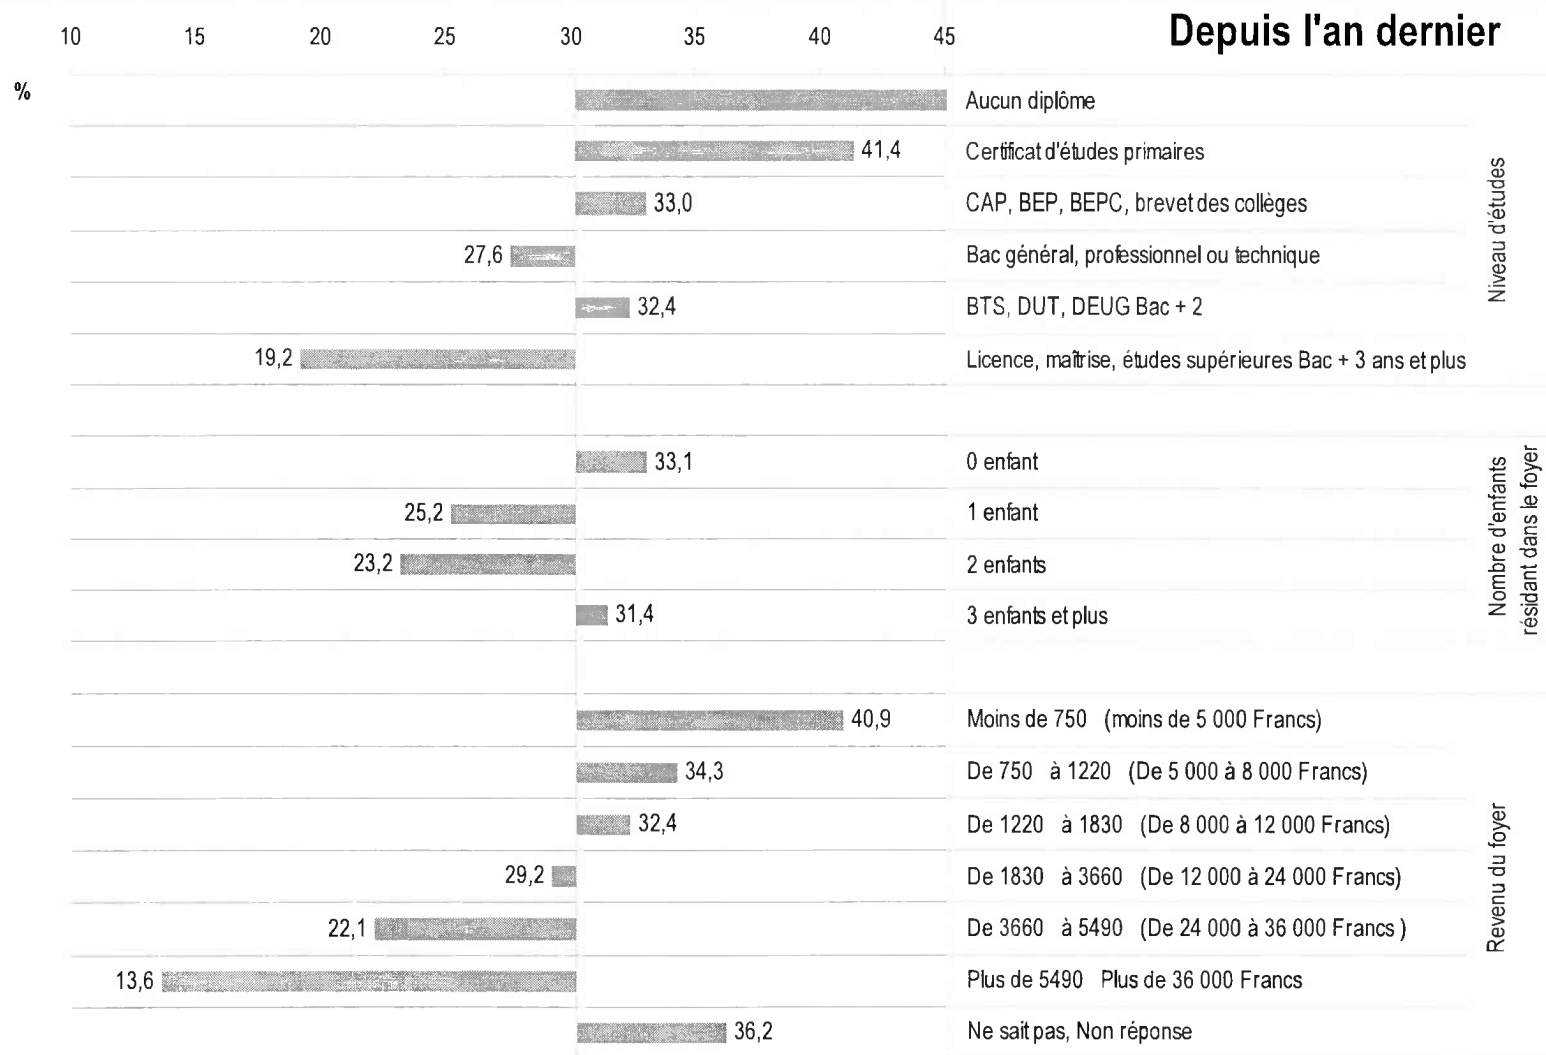 10 15 20 25 30 35 40 45
Depuis l'an dernier
%
Aucun diplôme
41,4 Certificat d'études primaires
33,0 CAP, BEP, BEPC, brevet des collèges
27,6 Bac général, professionnel ou technique
32,4 BTS, DUT, DEUG Bac + 2
19,2 Licence, maîtrise, études supérieures Bac + 3 ans et plus
Niveau d'études
33,1 0 enfant
25,2 1 enfant
23,2 2 enfants
31,4 3 enfants et plus
Nombre d'enfants
résidant dans le foyer
40,9 Moins de 750 (moins de 5 000 Francs)
34,3 De 750 à 1220 (De 5 000 à 8 000 Francs)
32,4 De 1220 à 1830 (De 8 000 à 12 000 Francs)
29,2 De 1830 à 3660 (De 12 000 à 24 000 Francs)
22,1 De 3660 à 5490 (De 24 000 à 36 000 Francs )
13,6 Plus de 5490 Plus de 36 000 Francs
36,2 Ne sait pas, Non réponse
Revenu du foyer